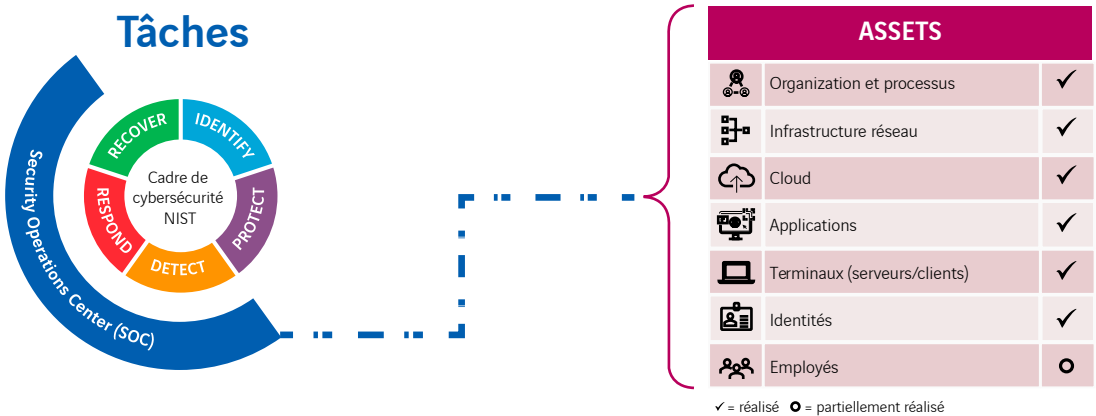 Tâches
Security Operations Center (SOC)
RECOVER
IDENTIFY
PROTECT
DETECT
RESPOND
Cadre de
cybersécurité
NIST
ASSETS
Organization et processus ✓
Infrastructure réseau ✓
Cloud ✓
Applications ✓
Terminaux (serveurs/clients) ✓
Identités ✓
Employés O
✓ = réalisé O = partiellement réalisé